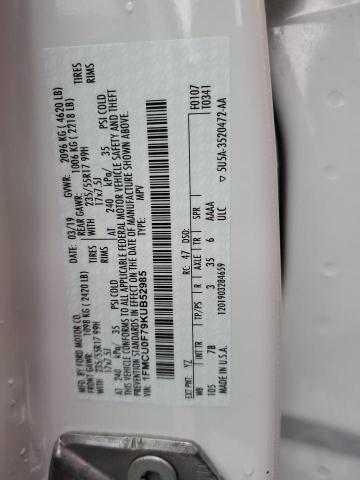 MFD. BY FORD MOTOR CO.
DATE: 03/19 GVWR: 2096 KG ( 4620 LB)
FRONT GAWR: 1098 KG ( 2420 LB) REAR GAWR: 1006 KG ( 2218 LB)
235/55R17 99H WITH 235/55R17 99H TIRES
17x7.5J WITH 17x7.5J RIMS
AT 240 kPa/ 35 PSI COLD AT 240 kPa/ 35 PSI COLD
THIS VEHICLE CONFORMS TO ALL APPLICABLE FEDERAL MOTOR VEHICLE SAFETY AND THEFT
PREVENTION STANDARDS IN EFFECT ON THE DATE OF MANUFACTURE SHOWN ABOVE.
VIN: 1FMCU0F79KUB52985
TYPE: MPV
EXT PNT: YZ RC: 47 DSO: F0107
T0341
WB INT TR TP/PS R AXLE TR SPR
105 7B 3 35 6 AAAA
MADE IN U.S.A. 1201903284659 ULC
5U5A-3520472-AA